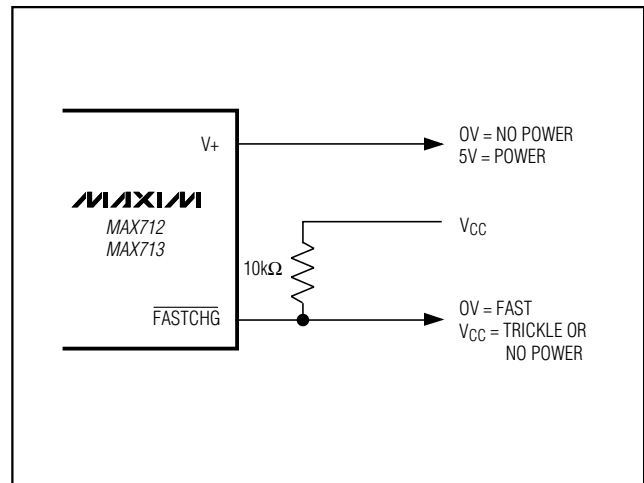 V+
0V = NO POWER
5V = POWER
MAXIM
MAX712
MAX713
VCC
10kΩ
FASTCHG
0V = FAST
VCC = TRICKLE OR
NO POWER